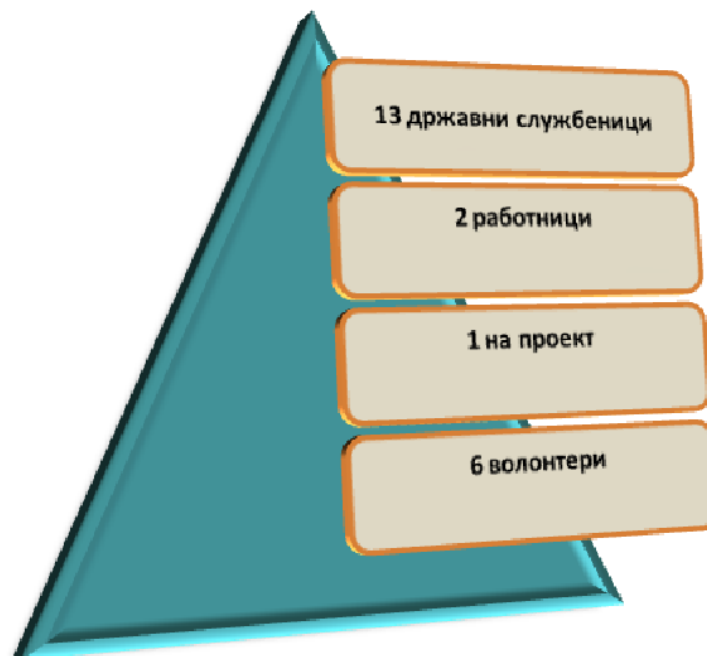 13 државни службеници
2 работници
1 на проект
6 волонтери